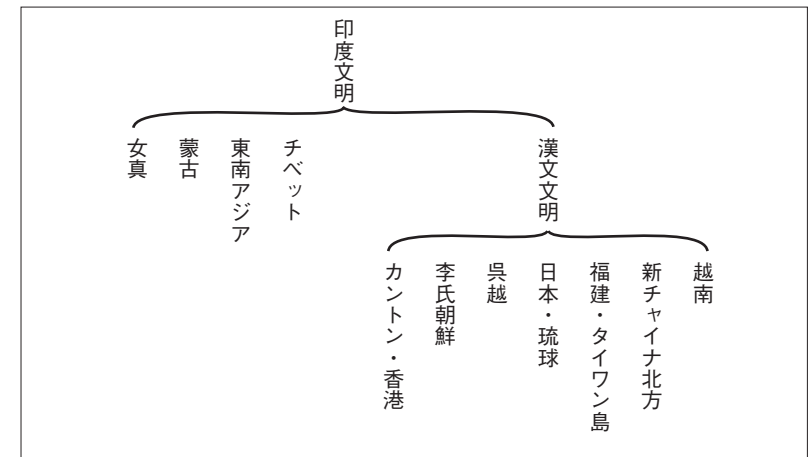 印度文明
漢文文明
チベット
東南アジア
蒙古
女真
越南
新チャイナ北方
福建・タイワン島
日本・琉球
呉越
李氏朝鮮
カントン・香港